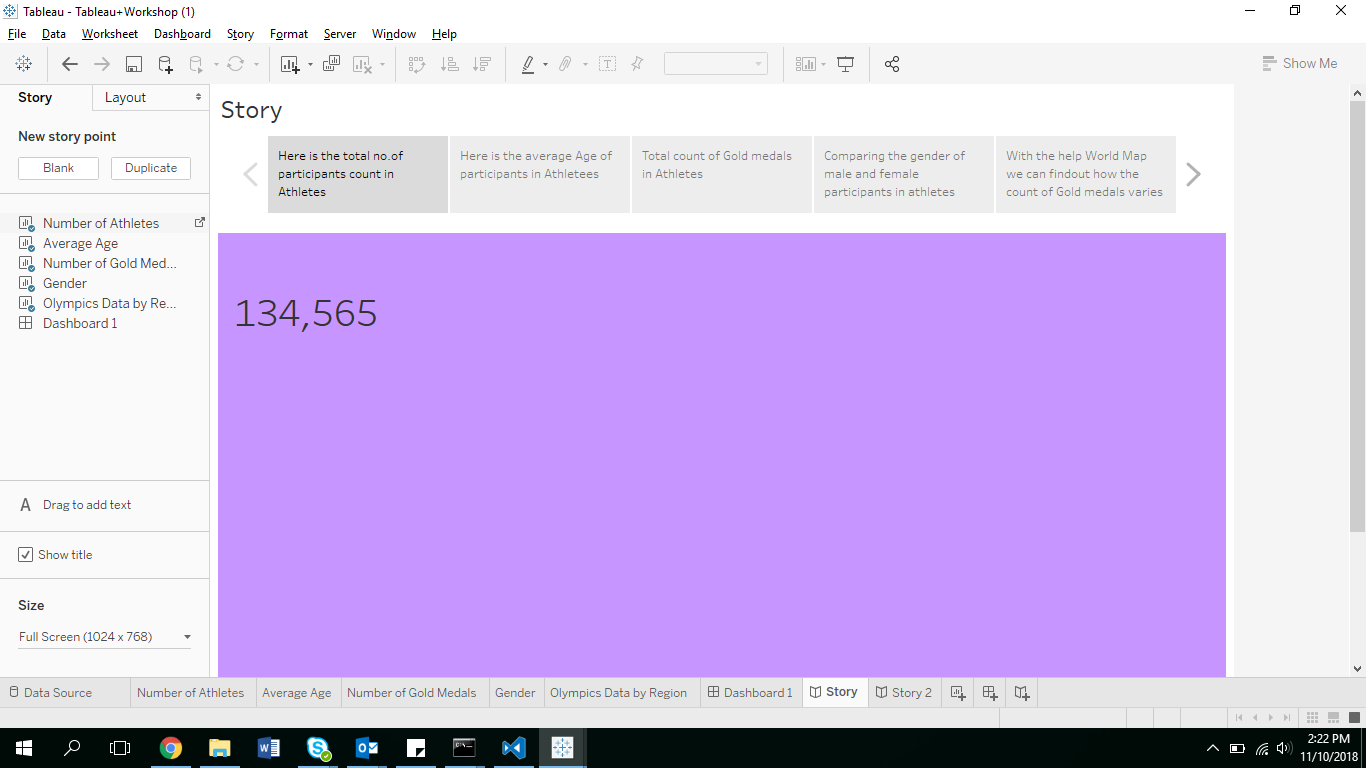 Tableau - Tableau+Workshop (1)
File Data Worksheet Dashboard Story Format Server Window Help
Show Me
Story
Layout
New story point
Blank
Duplicate
Number of Athletes
Average Age
Number of Gold Med...
Gender
Olympics Data by Re...
Dashboard 1
A Drag to add text
Show title
Size
Full Screen (1024 x 768)
Story
Here is the total no.of
participants count in
Athletes
Here is the average Age of
participants in Athletees
Total count of Gold medals
in Athletes
Comparing the gender of
male and female
participants in athletes
With the help World Map
we can findout how the
count of Gold medals varies
134,565
Data Source Number of Athletes Average Age Number of Gold Medals Gender Olympics Data by Region Dashboard 1 Story Story 2
2:22 PM
11/10/2018